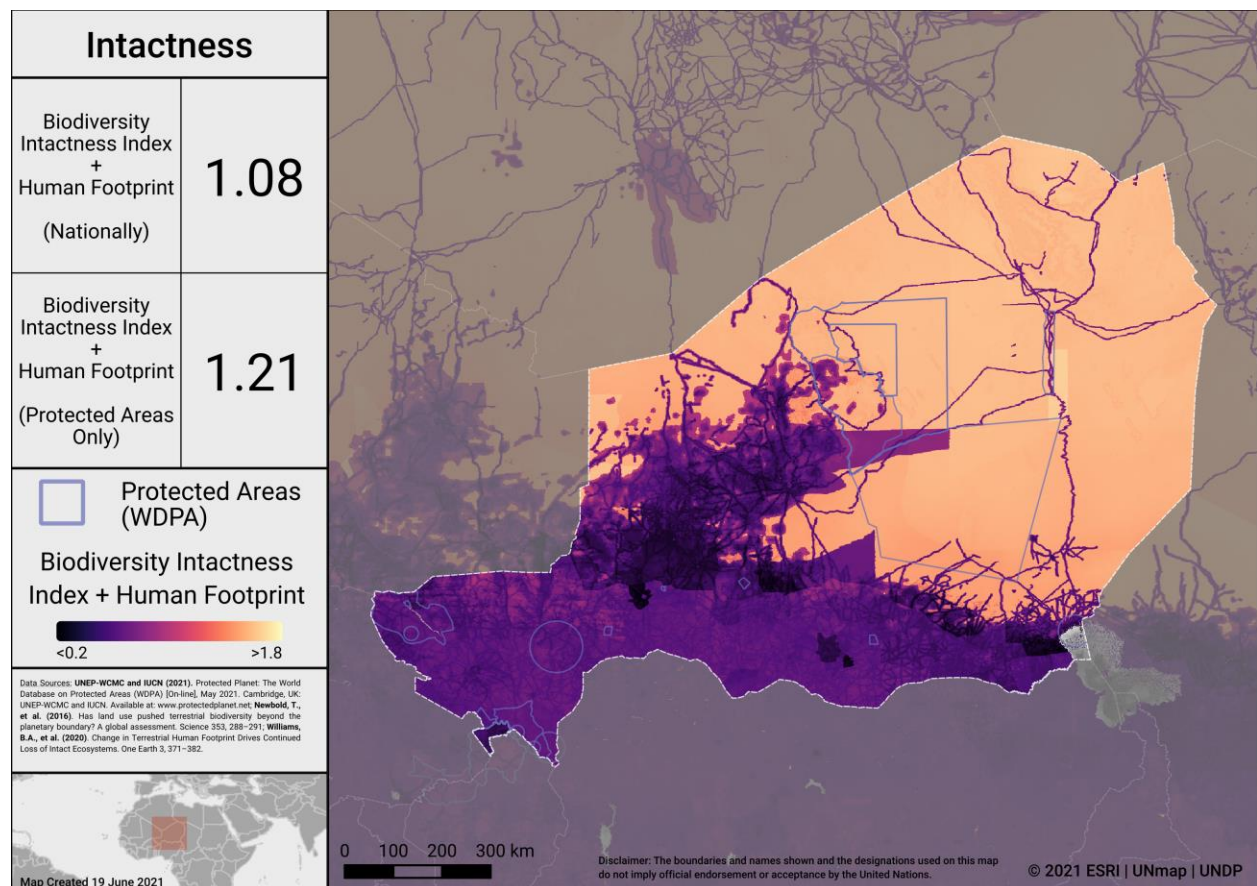 Intactness
Biodiversity
Intactness Index
+
Human Footprint
(Nationally)
1.08
Biodiversity
Intactness Index
+
Human Footprint
(Protected Areas
Only)
1.21
Protected Areas
(WDPA)
Biodiversity Intactness
Index + Human Footprint
<0.2
>1.8
Data Sources: UNEP-WCMC and IUCN (2021). Protected Planet: The World
Database on Protected Areas (WDPA) [On-line], May 2021. Cambridge, UK:
UNEP-WCMC and IUCN. Available at: www.protectedplanet.net; Newbold, T.,
et al. (2016). Has land use pushed terrestrial biodiversity beyond the
planetary boundary? A global assessment. Science 353, 288–291; Williams,
B.A., et al. (2020). Change in Terrestrial Human Footprint Drives Continued
Loss of Intact Ecosystems. One Earth 3, 371–382.
Map Created 19 June 2021
0 100 200 300 km
Disclaimer: The boundaries and names shown and the designations used on this map
do not imply official endorsement or acceptance by the United Nations.
© 2021 ESRI | UNmap | UNDP